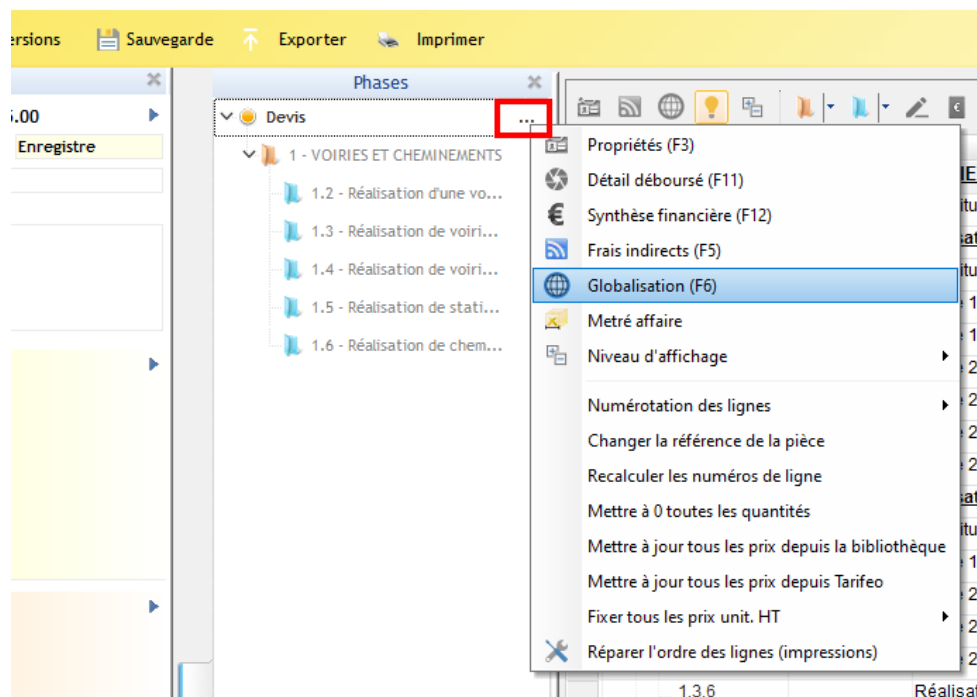 Sauvegarde Exporter Imprimer
Phases
Enregistre
Devis ...
1 - VOIRIES ET CHEMINEMENTS
1.2 - Réalisation d'une vo...
1.3 - Réalisation de voiri...
1.4 - Réalisation de voiri...
1.5 - Réalisation de stati...
1.6 - Réalisation de chem...
Propriétés (F3)
Détail déboursé (F11)
Synthèse financière (F12)
Frais indirects (F5)
Globalisation (F6)
Métré affaire
Niveau d'affichage
Numérotation des lignes
Changer la référence de la pièce
Recalculer les numéros de ligne
Mettre à 0 toutes les quantités
Mettre à jour tous les prix depuis la bibliothèque
Mettre à jour tous les prix depuis Tarifeo
Fixer tous les prix unit. HT
Réparer l'ordre des lignes (impressions)
1.3.6 Réalisa